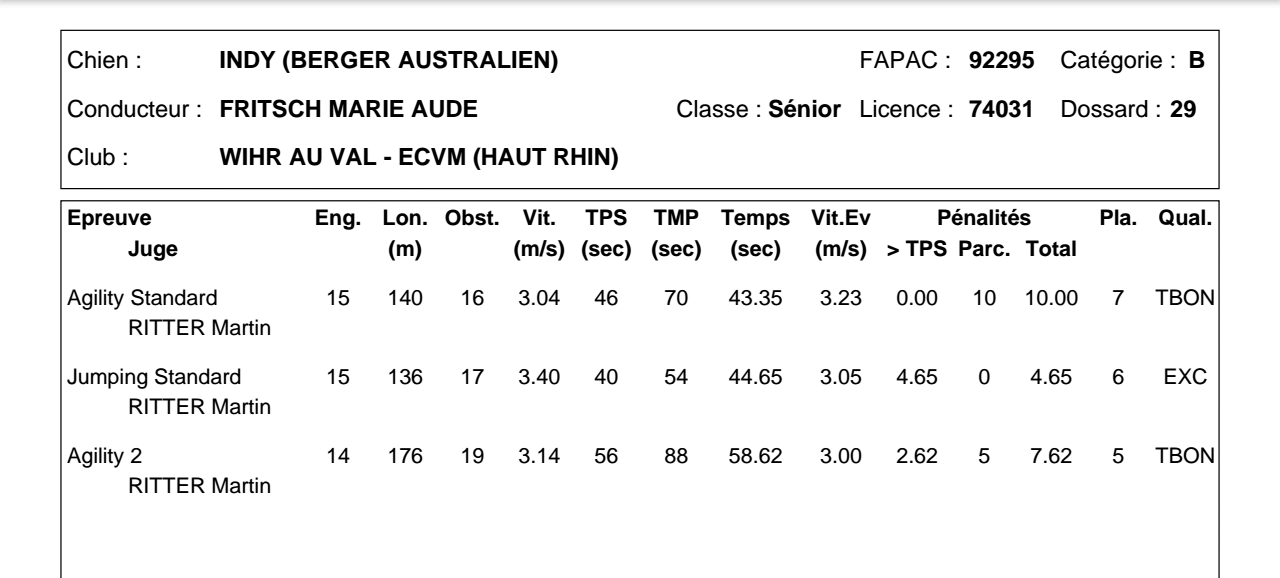 Chien : INDY (BERGER AUSTRALIEN) FAPAC : 92295 Catégorie : B
Conducteur : FRITSCH MARIE AUDE Classe : Sénior Licence : 74031 Dossard : 29
Club : WIHR AU VAL - ECVM (HAUT RHIN)
Epreuve Eng. Lon. Obst. Vit. TPS TMP Temps Vit.Ev Pénalités Pla. Qual.
Juge (m) (m/s) (sec) (sec) (sec) (m/s) > TPS Parc. Total
Agility Standard 15 140 16 3.04 46 70 43.35 3.23 0.00 10 10.00 7 TBON
RITTER Martin
Jumping Standard 15 136 17 3.40 40 54 44.65 3.05 4.65 0 4.65 6 EXC
RITTER Martin
Agility 2 14 176 19 3.14 56 88 58.62 3.00 2.62 5 7.62 5 TBON
RITTER Martin